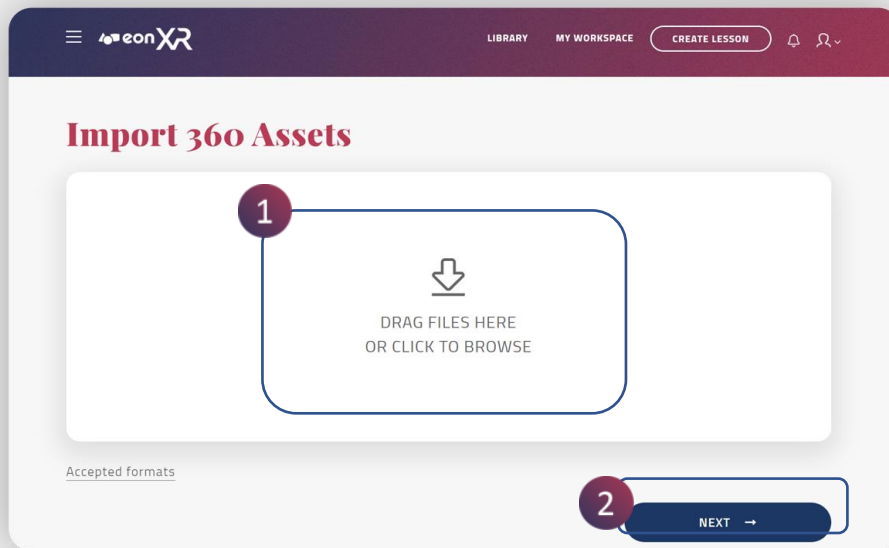 eonXR
LIBRARY MY WORKSPACE CREATE LESSON
Import 360 Assets
1
DRAG FILES HERE
OR CLICK TO BROWSE
Accepted formats
2
NEXT →